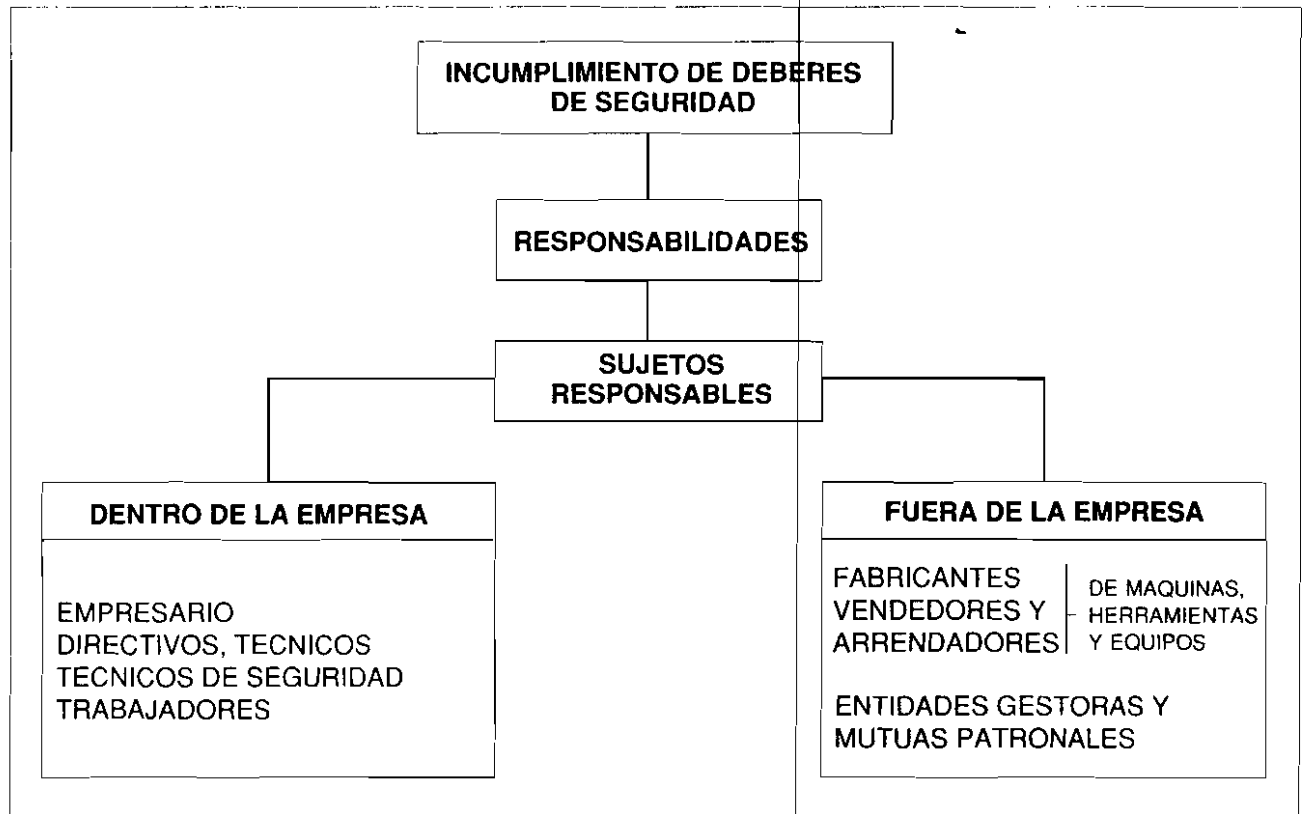 INCUMPLIMIENTO DE DEBERES
DE SEGURIDAD
RESPONSABILIDADES
SUJETOS
RESPONSABLES
DENTRO DE LA EMPRESA
EMPRESARIO
DIRECTIVOS, TECNICOS
TECNICOS DE SEGURIDAD
TRABAJADORES
FUERA DE LA EMPRESA
FABRICANTES
VENDEDORES Y
ARRENDADORES
DE MAQUINAS,
HERRAMIENTAS
Y EQUIPOS
ENTIDADES GESTORAS Y
MUTUAS PATRONALES